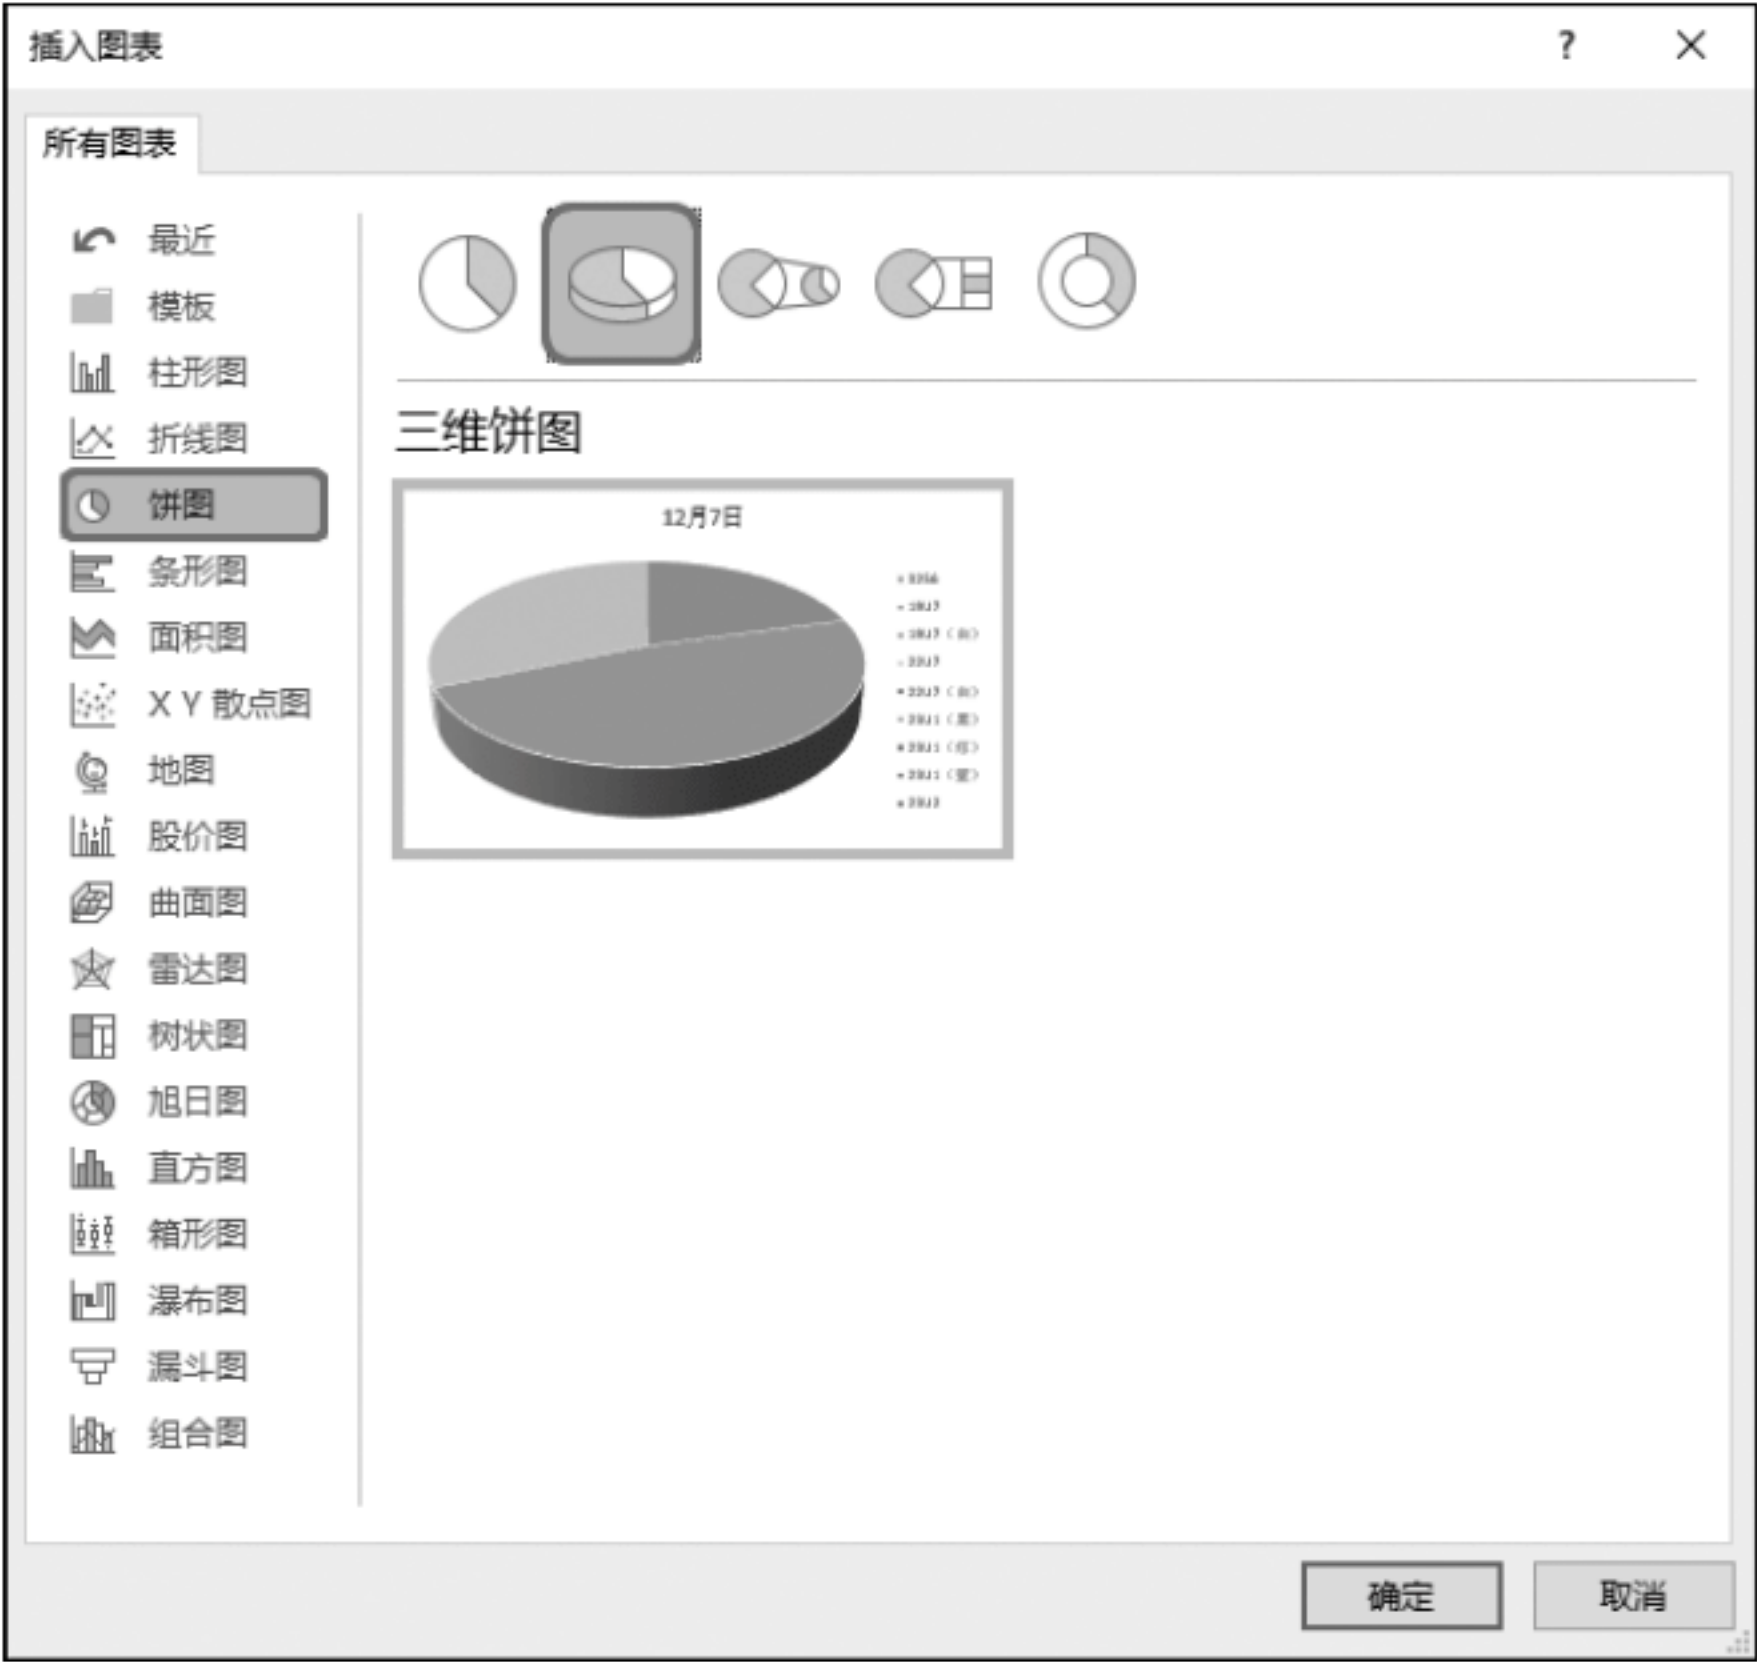 插入图表
?
所有图表
最近
模板
柱形图
折线图
饼图
条形图
面积图
X Y 散点图
地图
股价图
曲面图
雷达图
树状图
旭日图
直方图
箱形图
瀑布图
漏斗图
组合图
三维饼图
12月7日
确定
取消